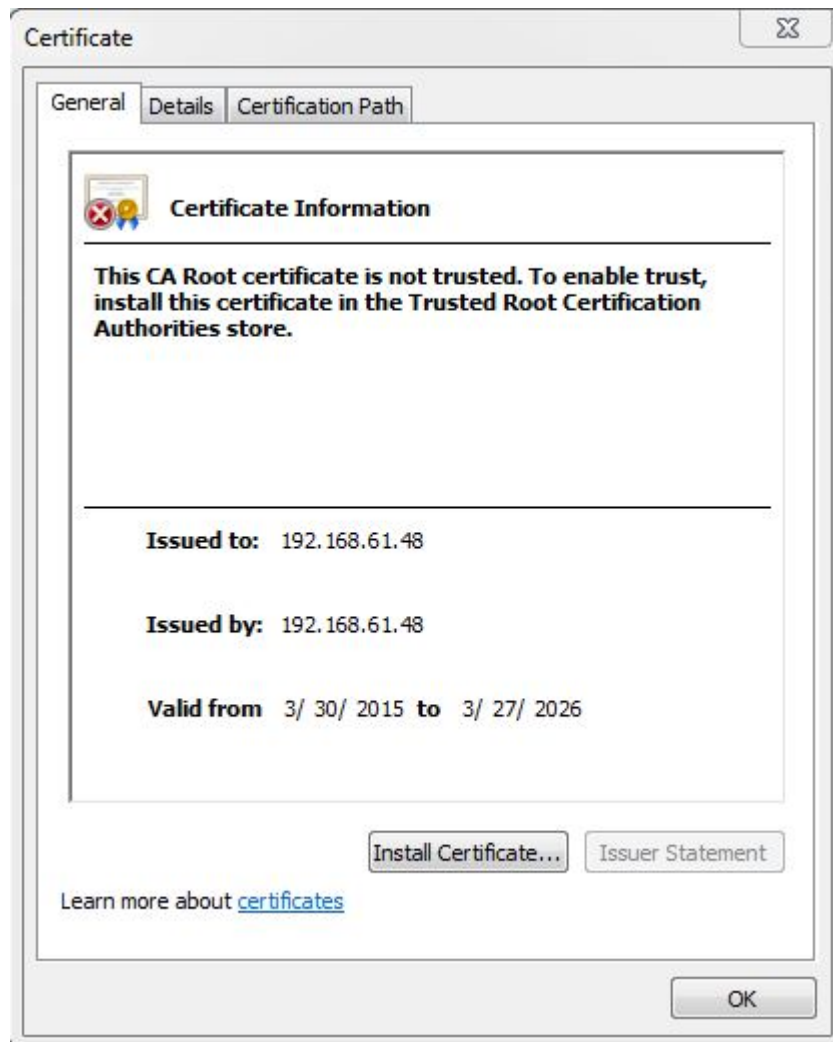 Certificate
General Details Certification Path
Certificate Information
This CA Root certificate is not trusted. To enable trust,
install this certificate in the Trusted Root Certification
Authorities store.
Issued to: 192.168.61.48
Issued by: 192.168.61.48
Valid from 3/ 30/ 2015 to 3/ 27/ 2026
Install Certificate... Issuer Statement
Learn more about certificates
OK